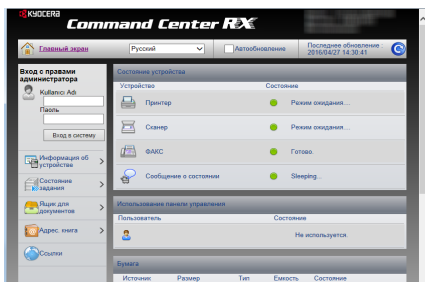 KYOCERA
Command Center RX
Главный экран
Русский
Автообновление
Последнее обновление
2016/04/27 14:30:41
Вход с правами
администратора
Kullanıcı Adı
Паоль
Вход в систему
Информация об
устройстве
Состояние
задания
Ящик для
документов
Адрес. книга
Ссылки
Состояние устройства
Устройство
Состояние
Принтер
Режим ожидания...
Сканер
Режим ожидания...
ФАКС
Готово.
Сообщение о состоянии
Sleeping...
Использование панели управления
Пользователь
Состояние
Не используется.
Бумага
Источник
Размер
Тип
Емкость
Состояние